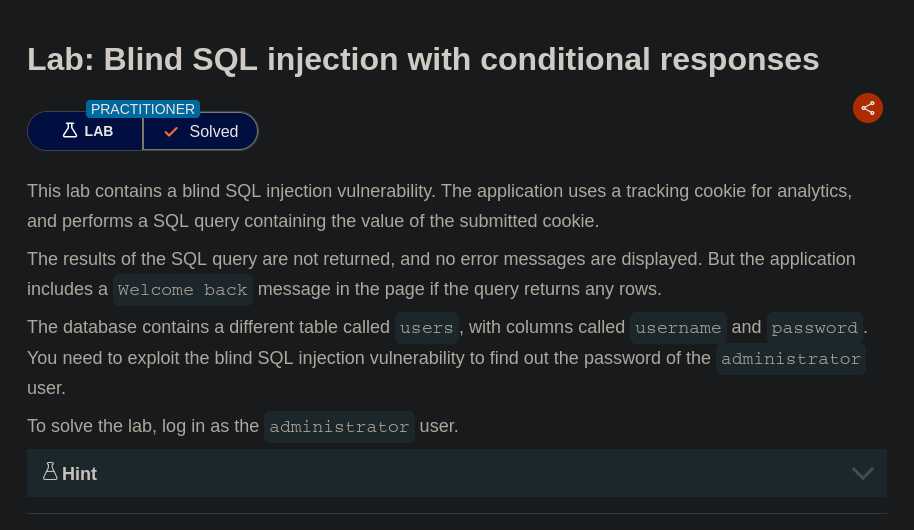 Lab: Blind SQL injection with conditional responses
PRACTITIONER
LAB
Solved
This lab contains a blind SQL injection vulnerability. The application uses a tracking cookie for analytics,
and performs a SQL query containing the value of the submitted cookie.
The results of the SQL query are not returned, and no error messages are displayed. But the application
includes a Welcome back message in the page if the query returns any rows.
The database contains a different table called users, with columns called username and password.
You need to exploit the blind SQL injection vulnerability to find out the password of the administrator
user.
To solve the lab, log in as the administrator user.
Hint